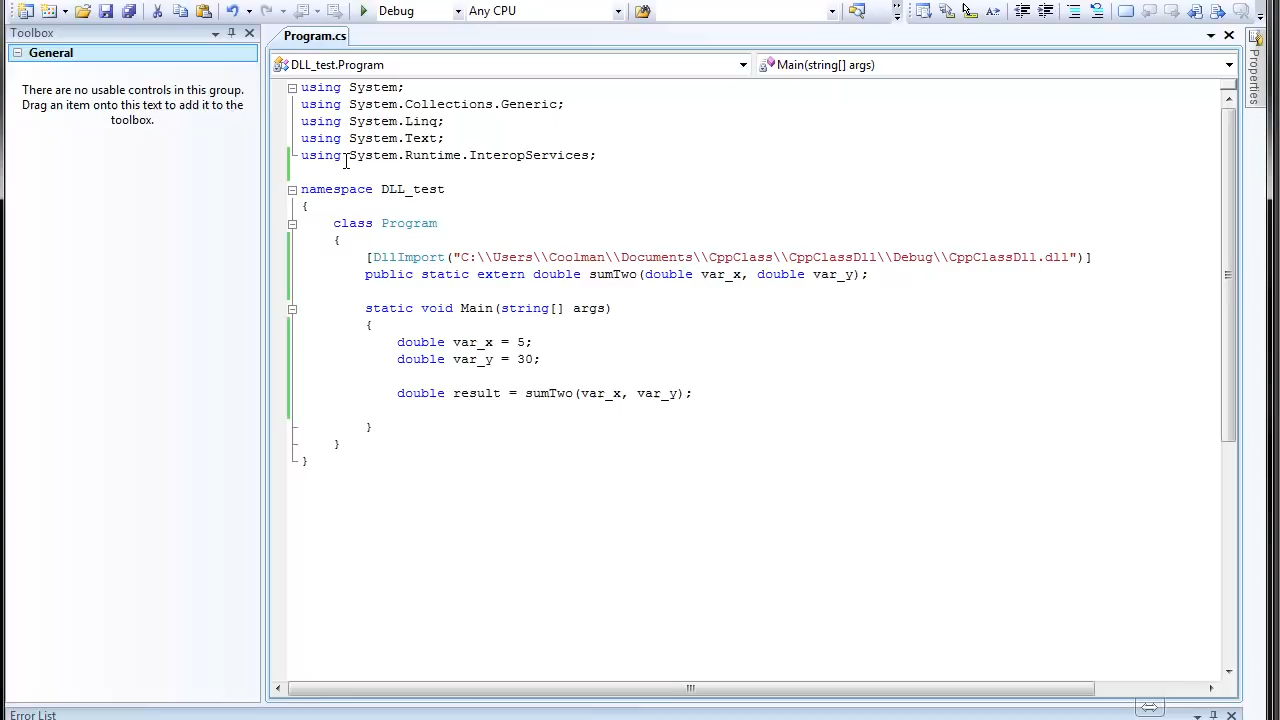 Debug
Any CPU
Toolbox
General
There are no usable controls in this group.
Drag an item onto this text to add it to the
toolbox.
Program.cs
DLL_test.Program
Main(string[] args)
using System;
using System.Collections.Generic;
using System.Linq;
using System.Text;
using System.Runtime.InteropServices;
namespace DLL_test
{
class Program
{
[DllImport("C:\\Users\\Coolman\\Documents\\CppClass\\CppClassDll\\Debug\\CppClassDll.dll")]
public static extern double sumTwo(double var_x, double var_y);
static void Main(string[] args)
{
double var_x = 5;
double var_y = 30;
double result = sumTwo(var_x, var_y);
}
}
}
Properties
Error List